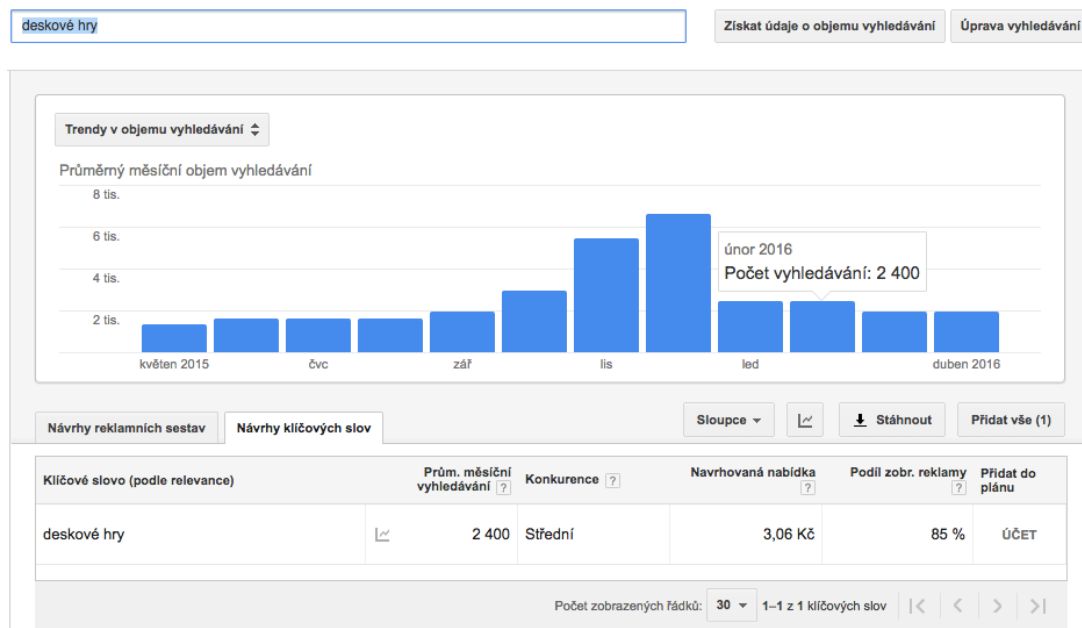 deskové hry
Získat údaje o objemu vyhledávání
Úprava vyhledávání
Trendy v objemu vyhledávání
Průměrný měsíční objem vyhledávání
8 tis.
6 tis.
4 tis.
2 tis.
únor 2016
Počet vyhledávání: 2 400
květen 2015
čvc
zář
lis
led
duben 2016
Návrhy reklamních sestav
Návrhy klíčových slov
Sloupce
Stáhnout
Přidat vše (1)
Klíčové slovo (podle relevance)
Prům. měsíční
vyhledávání ?
Konkurence ?
Navrhovaná nabídka
?
Podíl zobr. reklamy
?
Přidat do
plánu
deskové hry
2 400
Střední
3,06 Kč
85 %
ÚČET
Počet zobrazených řádků: 30
1–1 z 1 klíčových slov